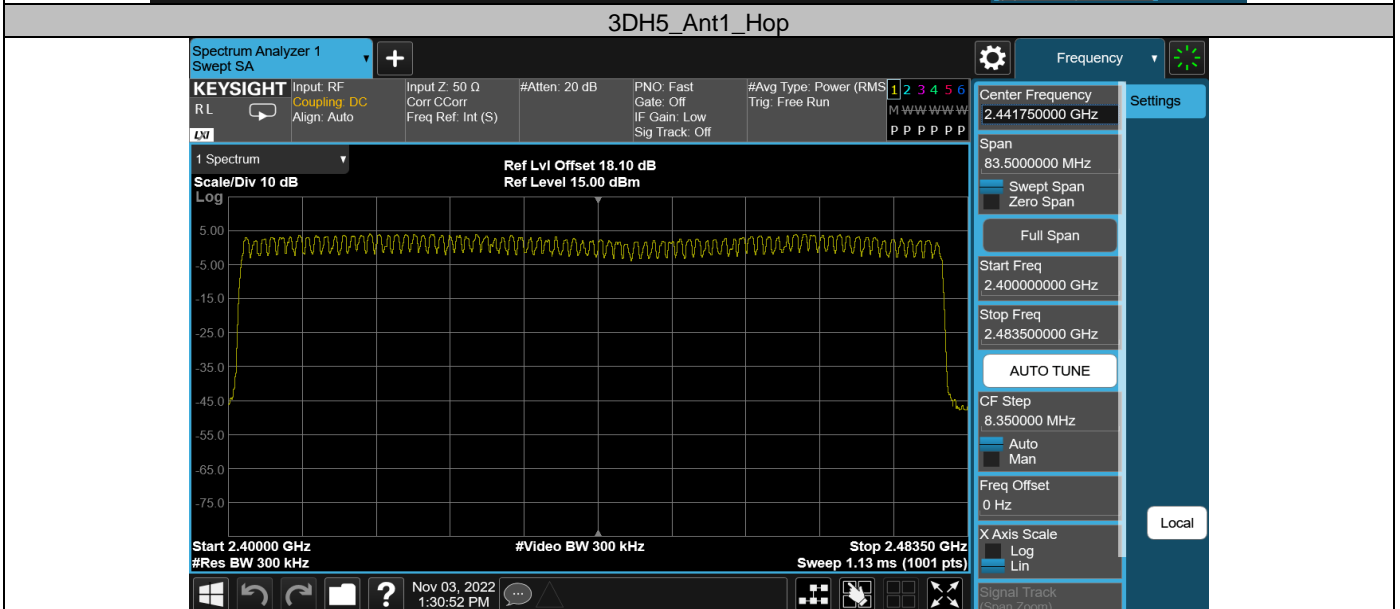 3DH5_Ant1_Hop
Spectrum Analyzer 1
Swept SA
Frequency
KEYSIGHT
RL
LXI
Input: RF
Coupling: DC
Align: Auto
Input Z: 50 Ω
Corr CCorr
Freq Ref: Int (S)
#Atten: 20 dB
PNO: Fast
Gate: Off
IF Gain: Low
Sig Track: Off
#Avg Type: Power (RMS
Trig: Free Run
1 2 3 4 5 6
M W W W W W
P P P P P P
Center Frequency
2.441750000 GHz
Settings
Span
83.5000000 MHz
Swept Span
Zero Span
Full Span
Start Freq
2.400000000 GHz
Stop Freq
2.483500000 GHz
AUTO TUNE
CF Step
8.350000 MHz
Auto
Man
Freq Offset
0 Hz
X Axis Scale
Log
Lin
Signal Track
(Span Zoom)
Local
1 Spectrum
Scale/Div 10 dB
Ref Lvl Offset 18.10 dB
Ref Level 15.00 dBm
Log
5.00
-5.00
-15.0
-25.0
-35.0
-45.0
-55.0
-65.0
-75.0
Start 2.40000 GHz
#Video BW 300 kHz
Stop 2.48350 GHz
#Res BW 300 kHz
Sweep 1.13 ms (1001 pts)
?
Nov 03, 2022
1:30:52 PM